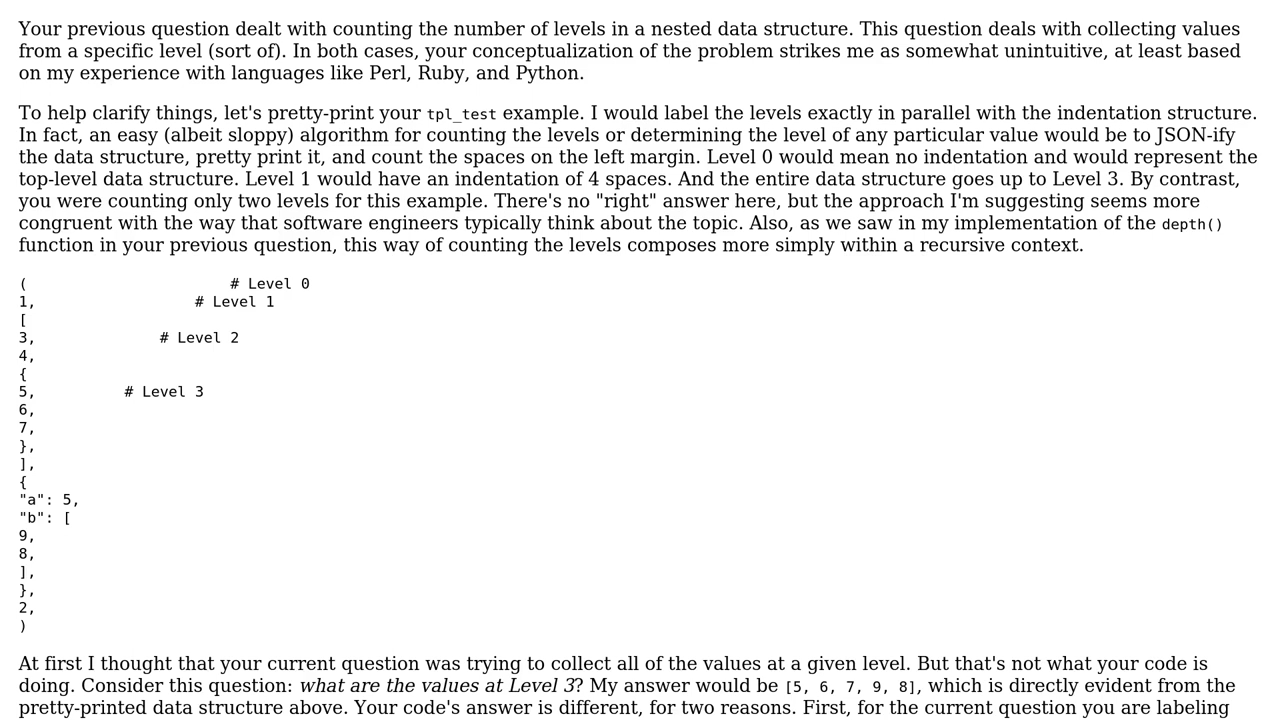 Your previous question dealt with counting the number of levels in a nested data structure. This question deals with collecting values
from a specific level (sort of). In both cases, your conceptualization of the problem strikes me as somewhat unintuitive, at least based
on my experience with languages like Perl, Ruby, and Python.
To help clarify things, let's pretty-print your tpl_test example. I would label the levels exactly in parallel with the indentation structure.
In fact, an easy (albeit sloppy) algorithm for counting the levels or determining the level of any particular value would be to JSON-ify
the data structure, pretty print it, and count the spaces on the left margin. Level 0 would mean no indentation and would represent the
top-level data structure. Level 1 would have an indentation of 4 spaces. And the entire data structure goes up to Level 3. By contrast,
you were counting only two levels for this example. There's no "right" answer here, but the approach I'm suggesting seems more
congruent with the way that software engineers typically think about the topic. Also, as we saw in my implementation of the depth()
function in your previous question, this way of counting the levels composes more simply within a recursive context.
( # Level 0
1, # Level 1
[
3, # Level 2
4,
{
5, # Level 3
6,
7,
},
],
{
"a": 5,
"b": [
9,
8,
],
},
2,
)
At first I thought that your current question was trying to collect all of the values at a given level. But that's not what your code is
doing. Consider this question: what are the values at Level 3? My answer would be [5, 6, 7, 9, 8], which is directly evident from the
pretty-printed data structure above. Your code's answer is different, for two reasons. First, for the current question you are labeling